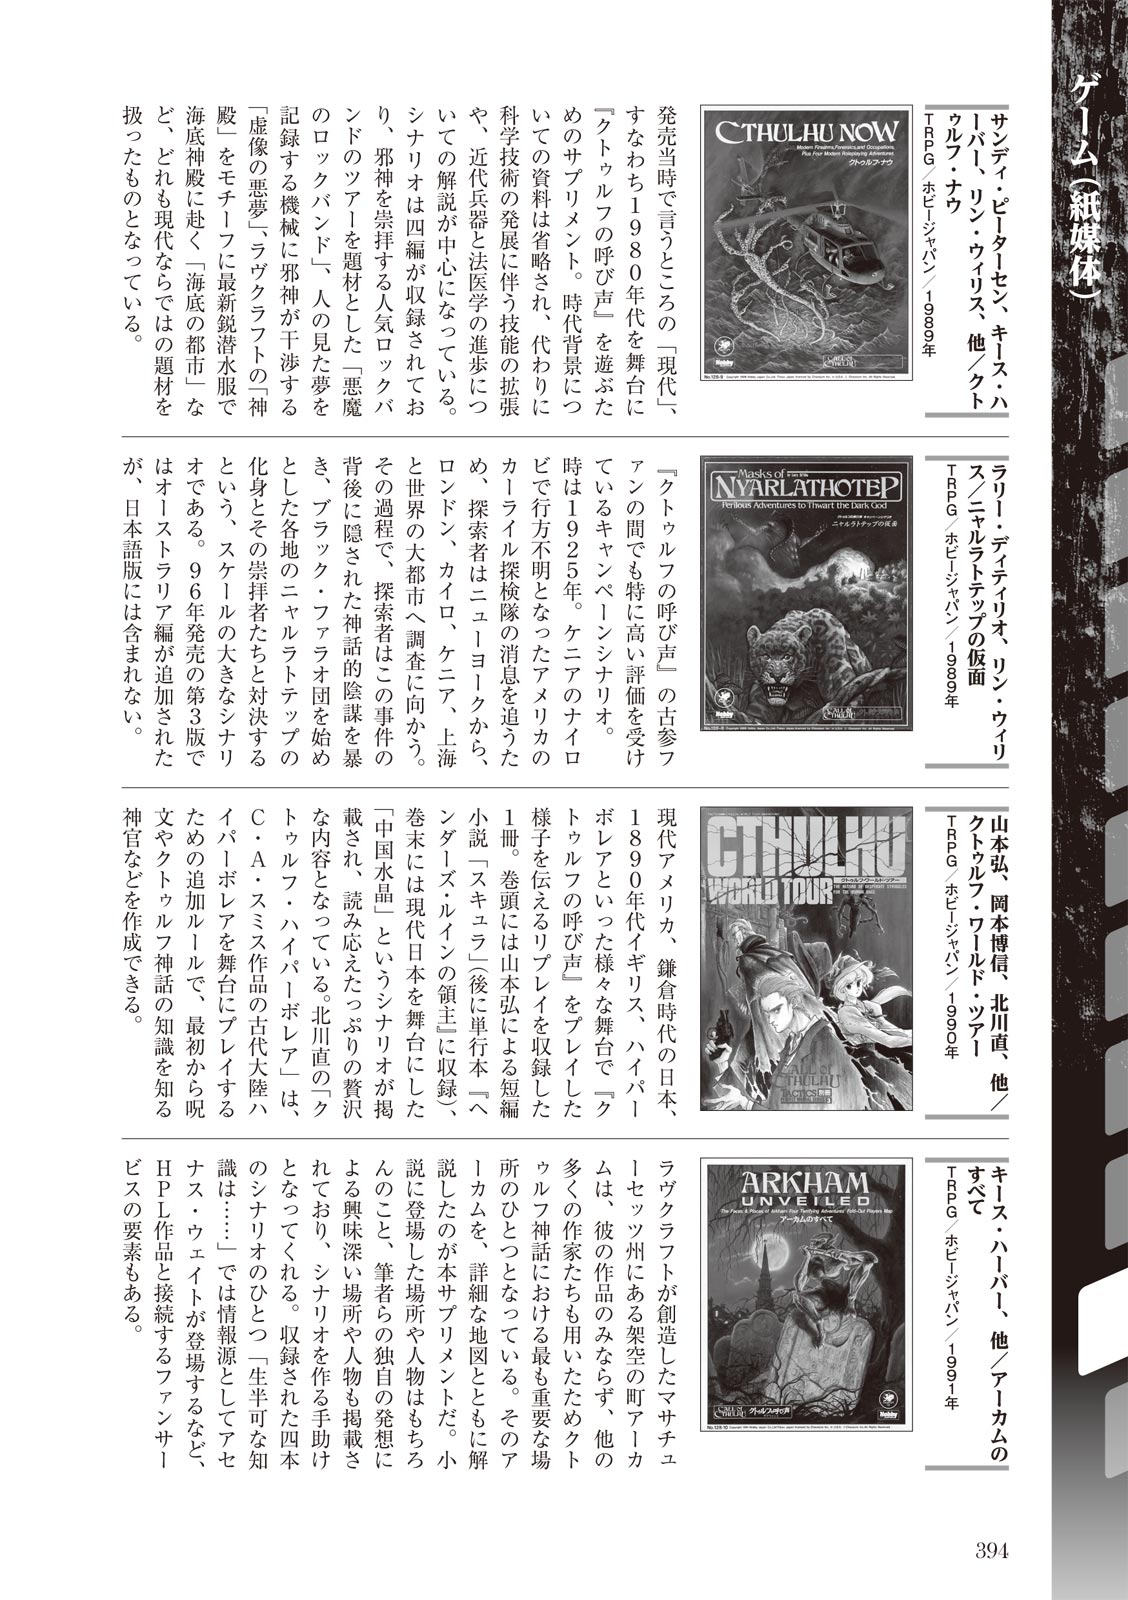 ゲーム（紙媒体）
サンディ・ピーターセン、キース・ハ
ーバー、リン・ウィリス、他／クト
ゥルフ・ナウ
ＴＲＰＧ／ホビージャパン／１９８９年
CTHULHU NOW
Modern Firearms, Forensics, and Occupations,
Plus Four Modern Roleplaying Adventures.
クトゥルフ・ナウ
Hobby
CALL of CTHULHU
発売当時で言うところの「現代」、
すなわち１９８０年代を舞台に
『クトゥルフの呼び声』を遊ぶた
めのサプリメント。時代背景につ
いての資料は省略され、代わりに
科学技術の発展に伴う技能の拡張
や、近代兵器と法医学の進歩につ
いての解説が中心になっている。
シナリオは四編が収録されてお
り、邪神を崇拝する人気ロックバ
ンドのツアーを題材とした「悪魔
のロックバンド」、人の見た夢を
記録する機械に邪神が干渉する
「虚像の悪夢」、ラヴクラフトの「神
殿」をモチーフに最新鋭潜水服で
海底神殿に赴く「海底の都市」な
ど、どれも現代ならではの題材を
扱ったものとなっている。
ラリー・ディティリオ、リン・ウィリ
ス／ニャルラトテップの仮面
ＴＲＰＧ／ホビージャパン／１９８９年
Masks of
NYARLATHOTEP
Perilous Adventures to Thwart the Dark God
ニャルラトテップの仮面
Hobby
CALL of CTHULHU
『クトゥルフの呼び声』の古参フ
ァンの間でも特に高い評価を受け
ているキャンペーンシナリオ。
時は１９２５年。ケニアのナイロ
ビで行方不明となったアメリカの
カーライル探検隊の消息を追うた
め、探索者はニューヨークから、
ロンドン、カイロ、ケニア、上海
と世界の大都市へ調査に向かう。
その過程で、探索者はこの事件の
背後に隠された神話的陰謀を暴
き、ブラック・ファラオ団を始め
とした各地のニャルラトテップの
化身とその崇拝者たちと対決する
という、スケールの大きなシナリ
オである。９６年発売の第３版で
はオーストラリア編が追加された
が、日本語版には含まれない。
山本弘、岡本博信、北川直、他／
クトゥルフ・ワールド・ツアー
ＴＲＰＧ／ホビージャパン／１９９０年
CTHULHU
WORLD TOUR
クトゥルフ・ワールド・ツアー
CALL of CTHULHU
TACTICS
現代アメリカ、鎌倉時代の日本、
１８９０年代イギリス、ハイパー
ボレアといった様々な舞台で『ク
トゥルフの呼び声』をプレイした
様子を伝えるリプレイを収録した
１冊。巻頭には山本弘による短編
小説「スキュラ」（後に単行本『ヘ
ンダーズ・ルインの領主』に収録）、
巻末には現代日本を舞台にした
「中国水晶」というシナリオが掲
載され、読み応えたっぷりの贅沢
な内容となっている。北川直の「ク
トゥルフ・ハイパーボレア」は、
Ｃ・Ａ・スミス作品の古代大陸ハ
イパーボレアを舞台にプレイする
ための追加ルールで、最初から呪
文やクトゥルフ神話の知識を知る
神官などを作成できる。
キース・ハーバー、他／アーカムの
すべて
ＴＲＰＧ／ホビージャパン／１９９１年
ARKHAM
UNVEILED
The Faces & Places of Arkham Four Terrifying Adventures Fold-Out Players Map
アーカムのすべて
CALL of CTHULHU
クトゥルフの呼び声
Hobby
ラヴクラフトが創造したマサチュ
ーセッツ州にある架空の町アーカ
ムは、彼の作品のみならず、他の
多くの作家たちも用いたためクト
ゥルフ神話における最も重要な場
所のひとつとなっている。そのア
ーカムを、詳細な地図とともに解
説したのが本サプリメントだ。小
説に登場した場所や人物はもちろ
んのこと、筆者らの独自の発想に
よる興味深い場所や人物も掲載さ
れており、シナリオを作る手助け
となってくれる。収録された四本
のシナリオのひとつ「生半可な知
識は……」では情報源としてアセ
ナス・ウェイトが登場するなど、
ＨＰＬ作品と接続するファンサー
ビスの要素もある。
394